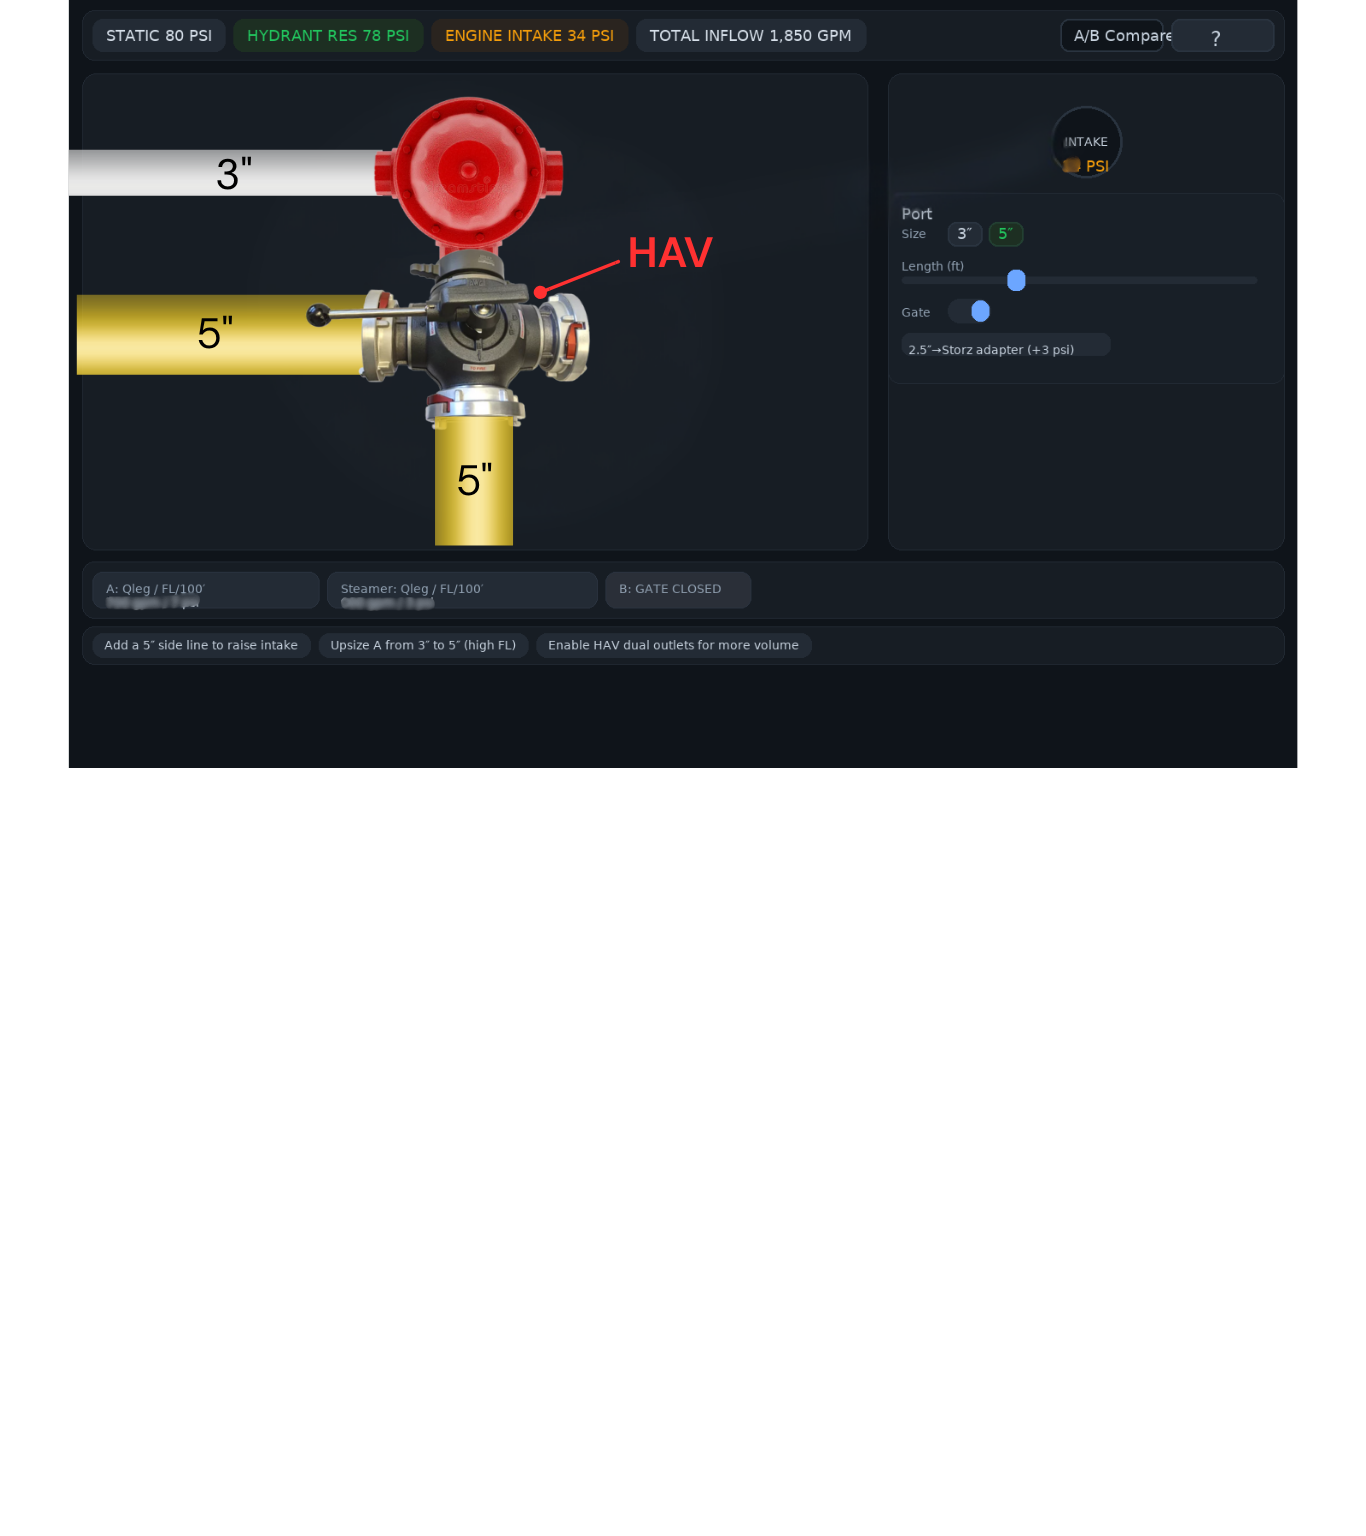 STATIC 80 PSI
HYDRANT RES 78 PSI
ENGINE INTAKE 34 PSI
TOTAL INFLOW 1,850 GPM
A/B Compare
?
3"
HAV
5"
5"
INTAKE
PSI
Port
Size
3″
5″
Length (ft)
Gate
2.5″→Storz adapter (+3 psi)
A: Qleg / FL/100′
Steamer: Qleg / FL/100′
B: GATE CLOSED
Add a 5″ side line to raise intake
Upsize A from 3″ to 5″ (high FL)
Enable HAV dual outlets for more volume